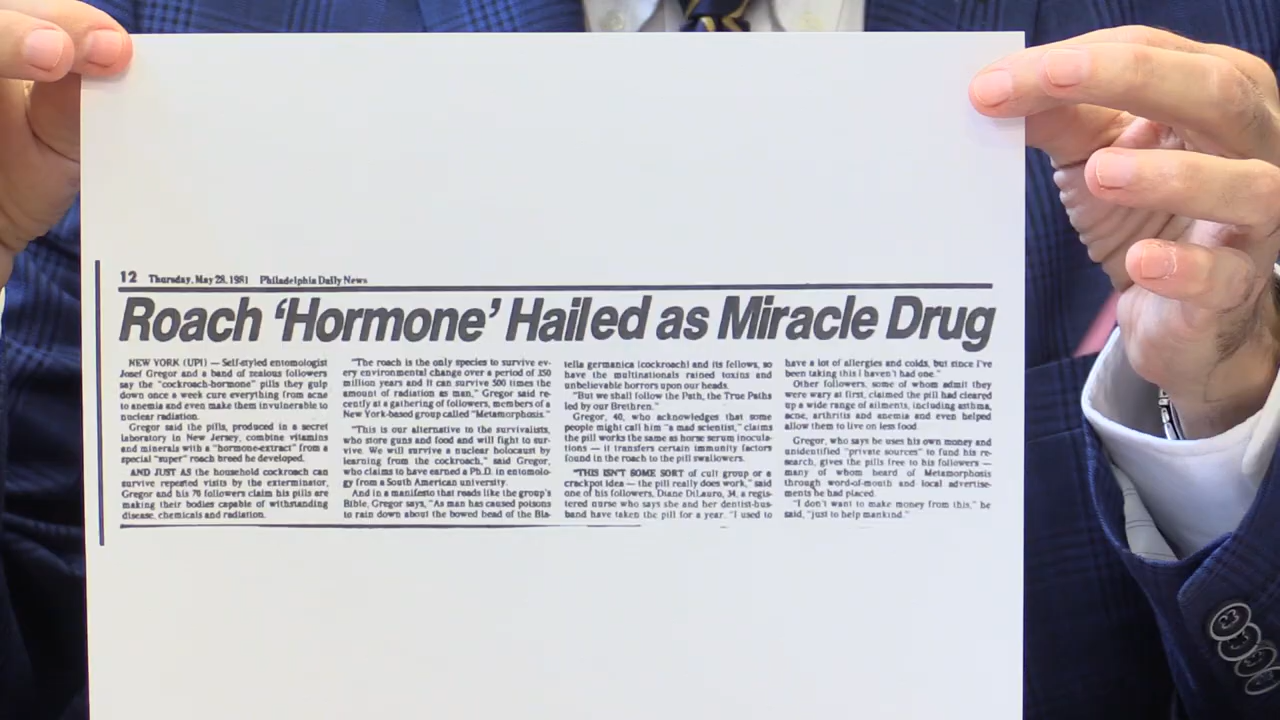 12 Thursday, May 28, 1981 Philadelphia Daily News
Roach ‘Hormone’ Hailed as Miracle Drug
NEW YORK (UPI) — Self-styled entomologist
Josef Gregor and a band of zealous followers
say the "cockroach-hormone" pills they gulp
down once a week cure everything from acne
to anemia and even make them invulnerable to
nuclear radiation.
Gregor said the pills, produced in a secret
laboratory in New Jersey, combine vitamins
and minerals with a "hormone-extract" from a
special "super" roach breed he developed.
AND JUST AS the household cockroach can
survive repeated visits by the exterminator,
Gregor and his 70 followers claim his pills are
making their bodies capable of withstanding
disease, chemicals and radiation.
"The roach is the only species to survive ev-
ery environmental change over a period of 350
million years and it can survive 500 times the
amount of radiation as man," Gregor said re-
cently at a gathering of followers, members of a
New York-based group called "Metamorphosis."
"This is our alternative to the survivalists,
who store guns and food and will fight to sur-
vive. We will survive a nuclear holocaust by
learning from the cockroach," said Gregor,
who claims to have earned a Ph.D. in entomolo-
gy from a South American university.
And in a manifesto that reads like the group's
Bible, Gregor says, "As man has caused poisons
to rain down about the bowed head of the Bla-
tella germanica (cockroach) and its fellows, so
have the multinationals rained toxins and
unbelievable horrors upon our heads.
"But we shall follow the Path, the True Paths
led by our Brethren."
Gregor, 40, who acknowledges that some
people might call him "a mad scientist," claims
the pill works the same as horse serum inocula-
tions — it transfers certain immunity factors
found in the roach to the pill swallowers.
"THIS ISN'T SOME SORT of cult group or a
crackpot idea — the pill really does work," said
one of his followers, Diane DiLauro, 34, a regis-
tered nurse who says she and her dentist-hus-
band have taken the pill for a year. "I used to
have a lot of allergies and colds, but since I've
been taking this I haven't had one."
Other followers, some of whom admit they
were wary at first, claimed the pill had cleared
up a wide range of ailments, including asthma,
acne, arthritis and anemia and even helped
allow them to live on less food.
Gregor, who says he uses his own money and
unidentified "private sources" to fund his re-
search, gives the pills free to his followers —
many of whom heard of Metamorphosis
through word-of-mouth and local advertise-
ments he had placed.
"I don't want to make money from this," he
said, "just to help mankind."